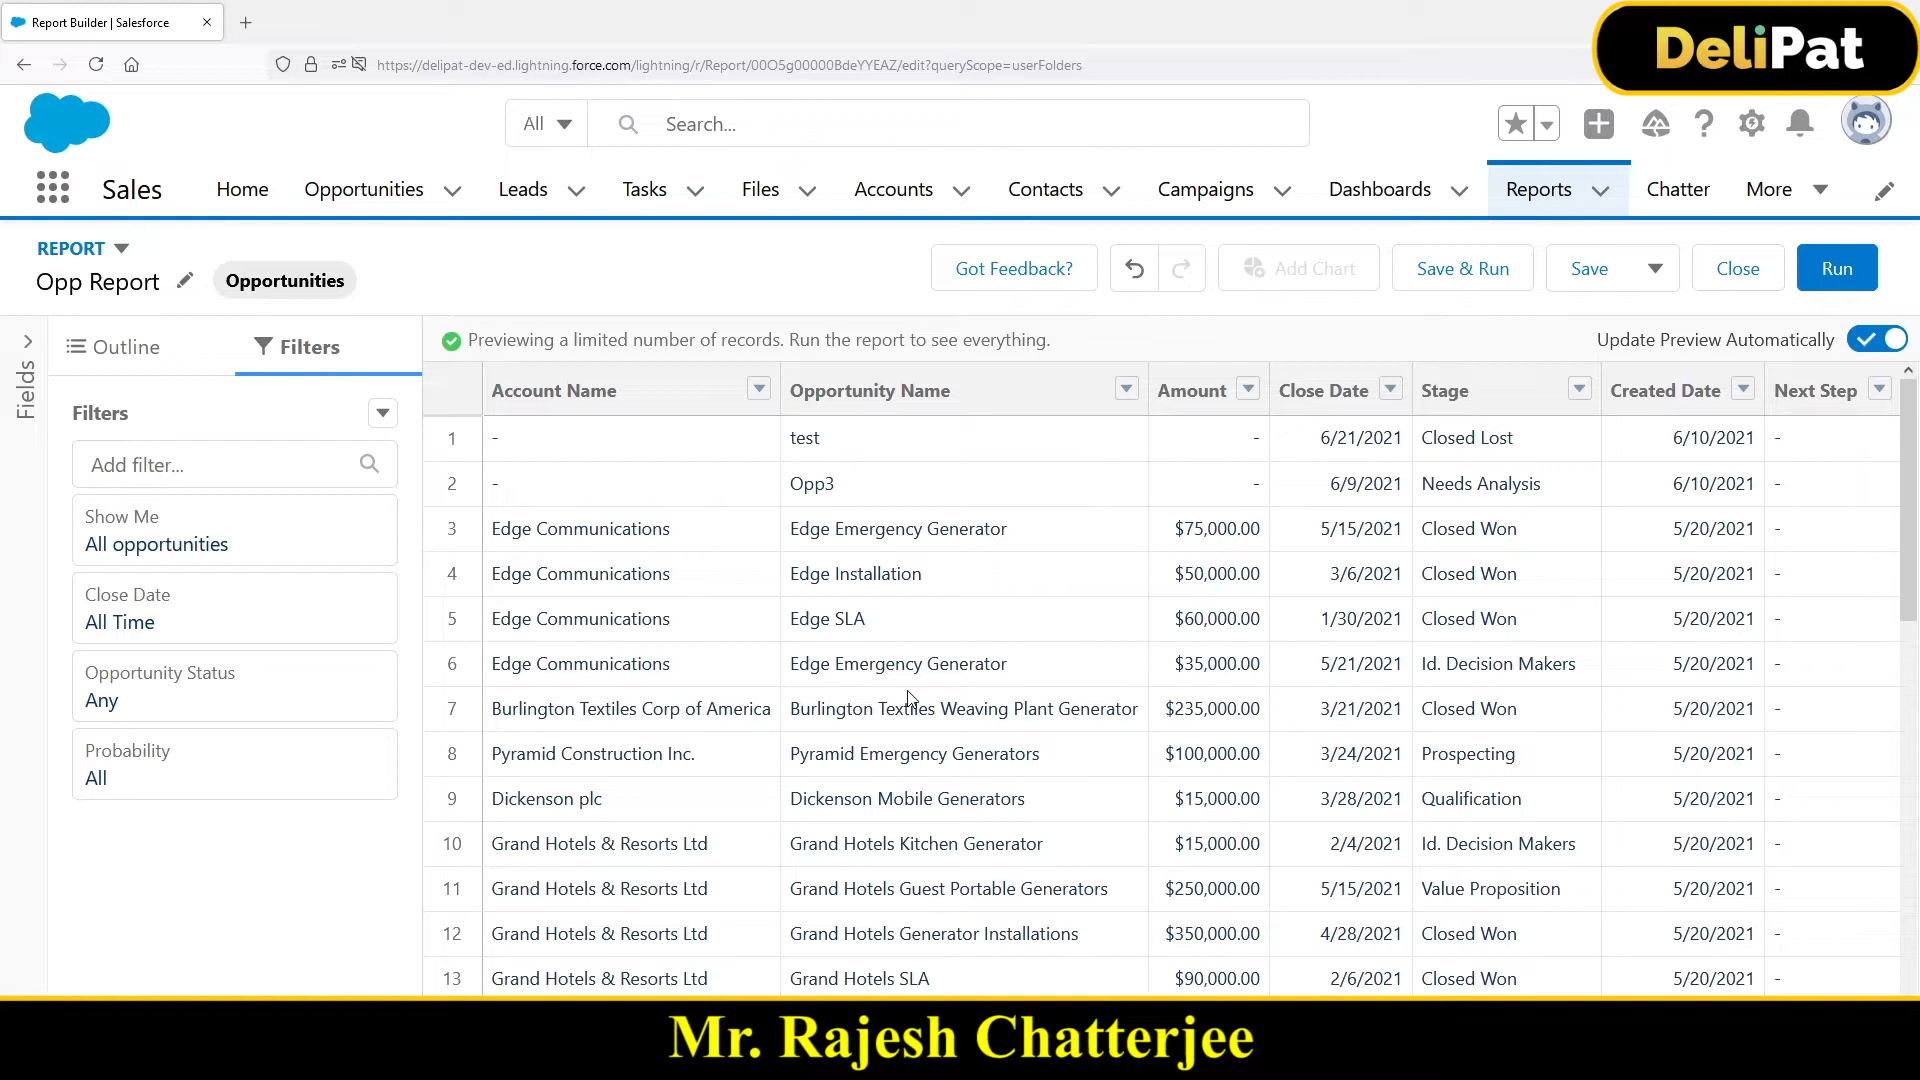 Report Builder | Salesforce
https://delipat-dev-ed.lightning.force.com/lightning/r/Report/00O5g00000BdeYYEAZ/edit?queryScope=userFolders
DeliPat
All
Search...
Sales
Home
Opportunities
Leads
Tasks
Files
Accounts
Contacts
Campaigns
Dashboards
Reports
Chatter
More
REPORT
Opp Report
Opportunities
Got Feedback?
Add Chart
Save & Run
Save
Close
Run
Fields
Outline
Filters
Previewing a limited number of records. Run the report to see everything.
Update Preview Automatically
Filters
Add filter...
Show Me
All opportunities
Close Date
All Time
Opportunity Status
Any
Probability
All
Account Name Opportunity Name Amount Close Date Stage Created Date Next Step
1 - test - 6/21/2021 Closed Lost 6/10/2021 -
2 - Opp3 - 6/9/2021 Needs Analysis 6/10/2021 -
3 Edge Communications Edge Emergency Generator $75,000.00 5/15/2021 Closed Won 5/20/2021 -
4 Edge Communications Edge Installation $50,000.00 3/6/2021 Closed Won 5/20/2021 -
5 Edge Communications Edge SLA $60,000.00 1/30/2021 Closed Won 5/20/2021 -
6 Edge Communications Edge Emergency Generator $35,000.00 5/21/2021 Id. Decision Makers 5/20/2021 -
7 Burlington Textiles Corp of America Burlington Textiles Weaving Plant Generator $235,000.00 3/21/2021 Closed Won 5/20/2021 -
8 Pyramid Construction Inc. Pyramid Emergency Generators $100,000.00 3/24/2021 Prospecting 5/20/2021 -
9 Dickenson plc Dickenson Mobile Generators $15,000.00 3/28/2021 Qualification 5/20/2021 -
10 Grand Hotels & Resorts Ltd Grand Hotels Kitchen Generator $15,000.00 2/4/2021 Id. Decision Makers 5/20/2021 -
11 Grand Hotels & Resorts Ltd Grand Hotels Guest Portable Generators $250,000.00 5/15/2021 Value Proposition 5/20/2021 -
12 Grand Hotels & Resorts Ltd Grand Hotels Generator Installations $350,000.00 4/28/2021 Closed Won 5/20/2021 -
13 Grand Hotels & Resorts Ltd Grand Hotels SLA $90,000.00 2/6/2021 Closed Won 5/20/2021 -
Mr. Rajesh Chatterjee